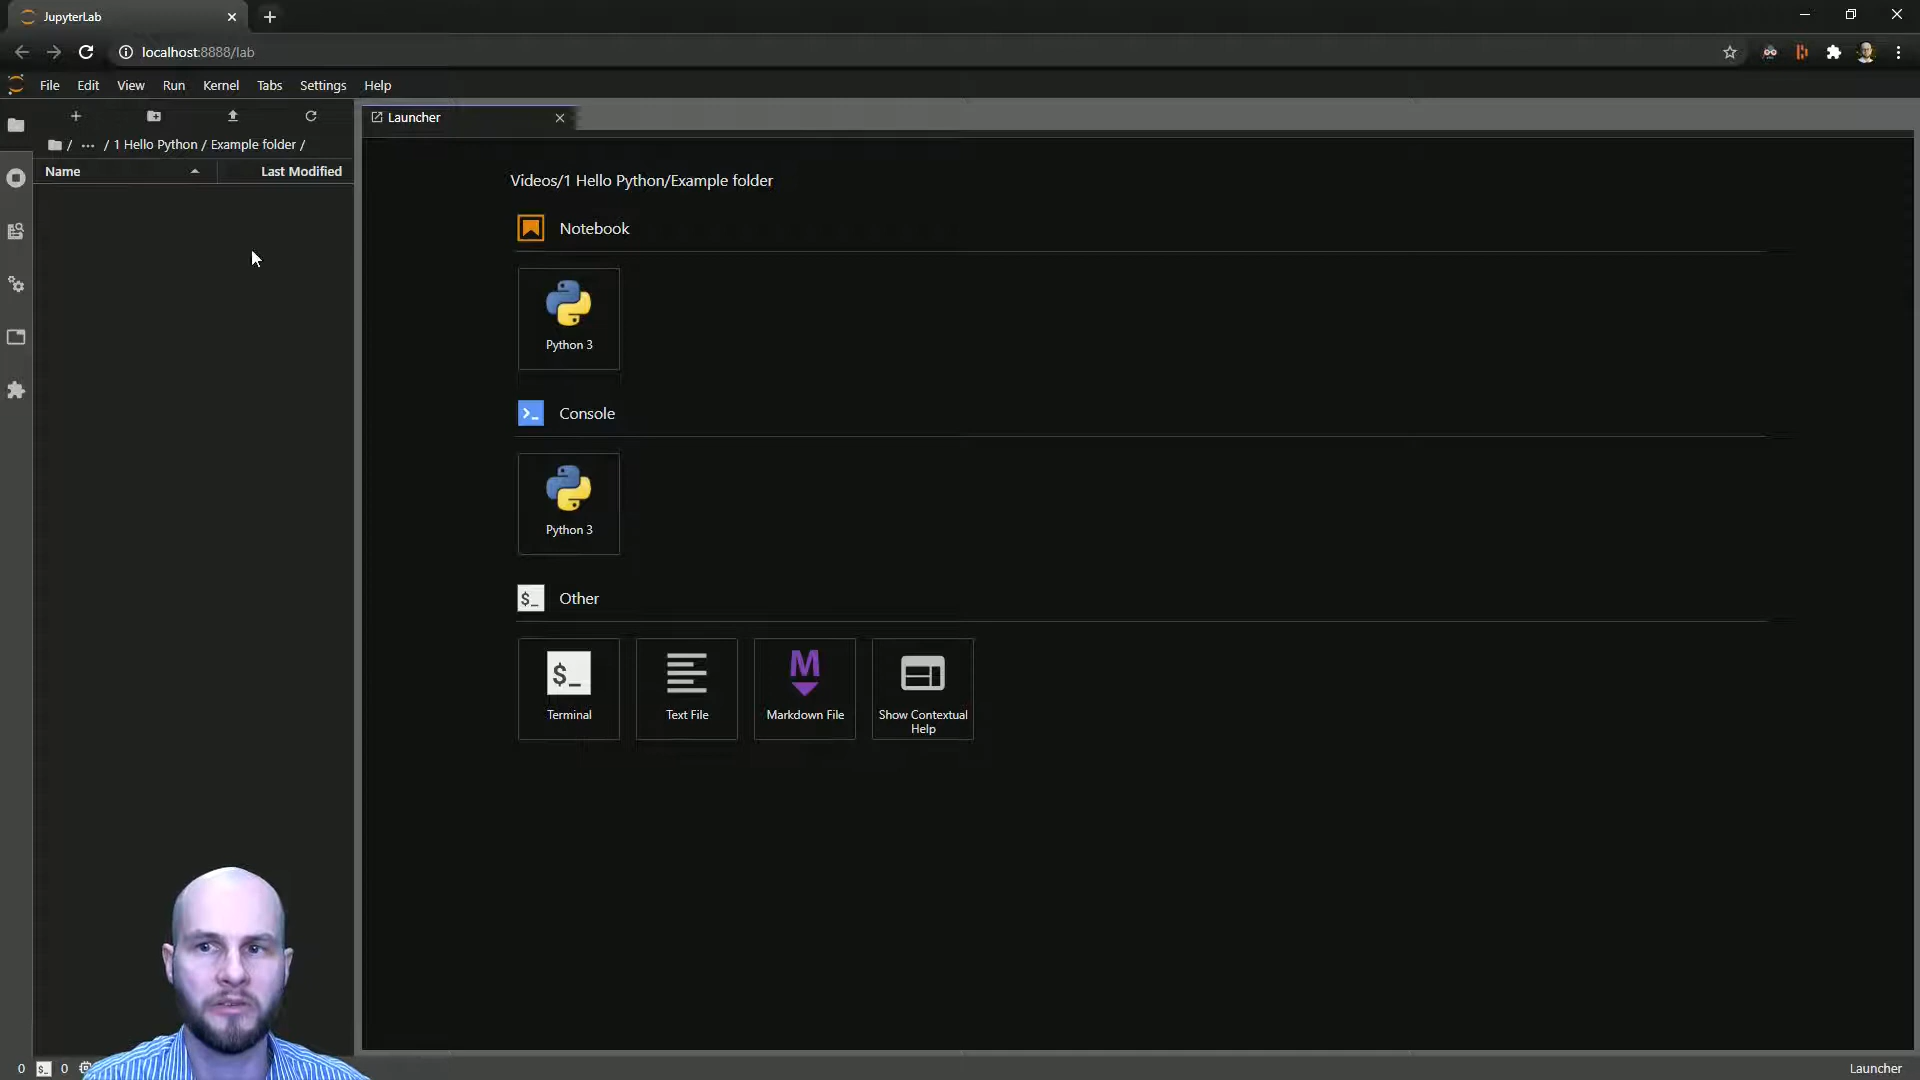 JupyterLab
localhost:8888/lab
File Edit View Run Kernel Tabs Settings Help
Launcher
/ ··· / 1 Hello Python / Example folder /
Name Last Modified
Videos/1 Hello Python/Example folder
Notebook
Python 3
Console
Python 3
$_ Other
$_
Terminal
Text File
M
Markdown File
Show Contextual
Help
0 $_ 0
Launcher